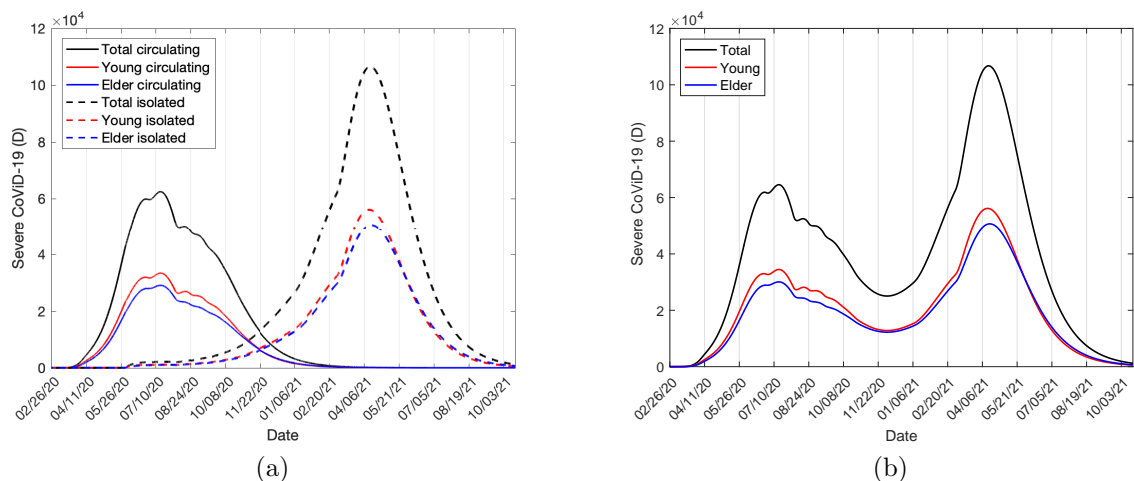 ×10⁴
12
10
8
6
4
2
0
Severe CoViD-19 (D)
Total circulating
Young circulating
Elder circulating
Total isolated
Young isolated
Elder isolated
02/26/20
04/11/20
05/26/20
07/10/20
08/24/20
10/08/20
11/22/20
01/06/21
02/20/21
04/06/21
05/21/21
07/05/21
08/19/21
10/03/21
Date
(a)
×10⁴
12
10
8
6
4
2
0
Severe CoViD-19 (D)
Total
Young
Elder
02/26/20
04/11/20
05/26/20
07/10/20
08/24/20
10/08/20
11/22/20
01/06/21
02/20/21
04/06/21
05/21/21
07/05/21
08/19/21
10/03/21
Date
(b)